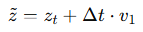 z̃ = z_t + Δt · v_1